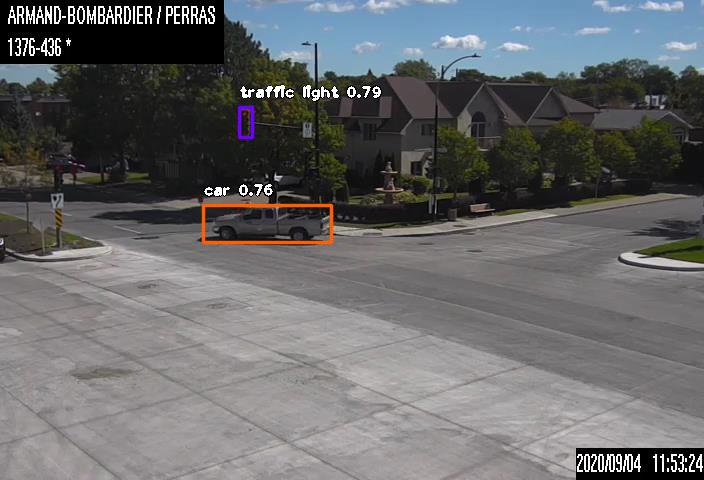 ARMAND-BOMBARDIER / PERRAS
1376-436 *
traffic light 0.79
car 0.76
2020/09/04 11:53:24